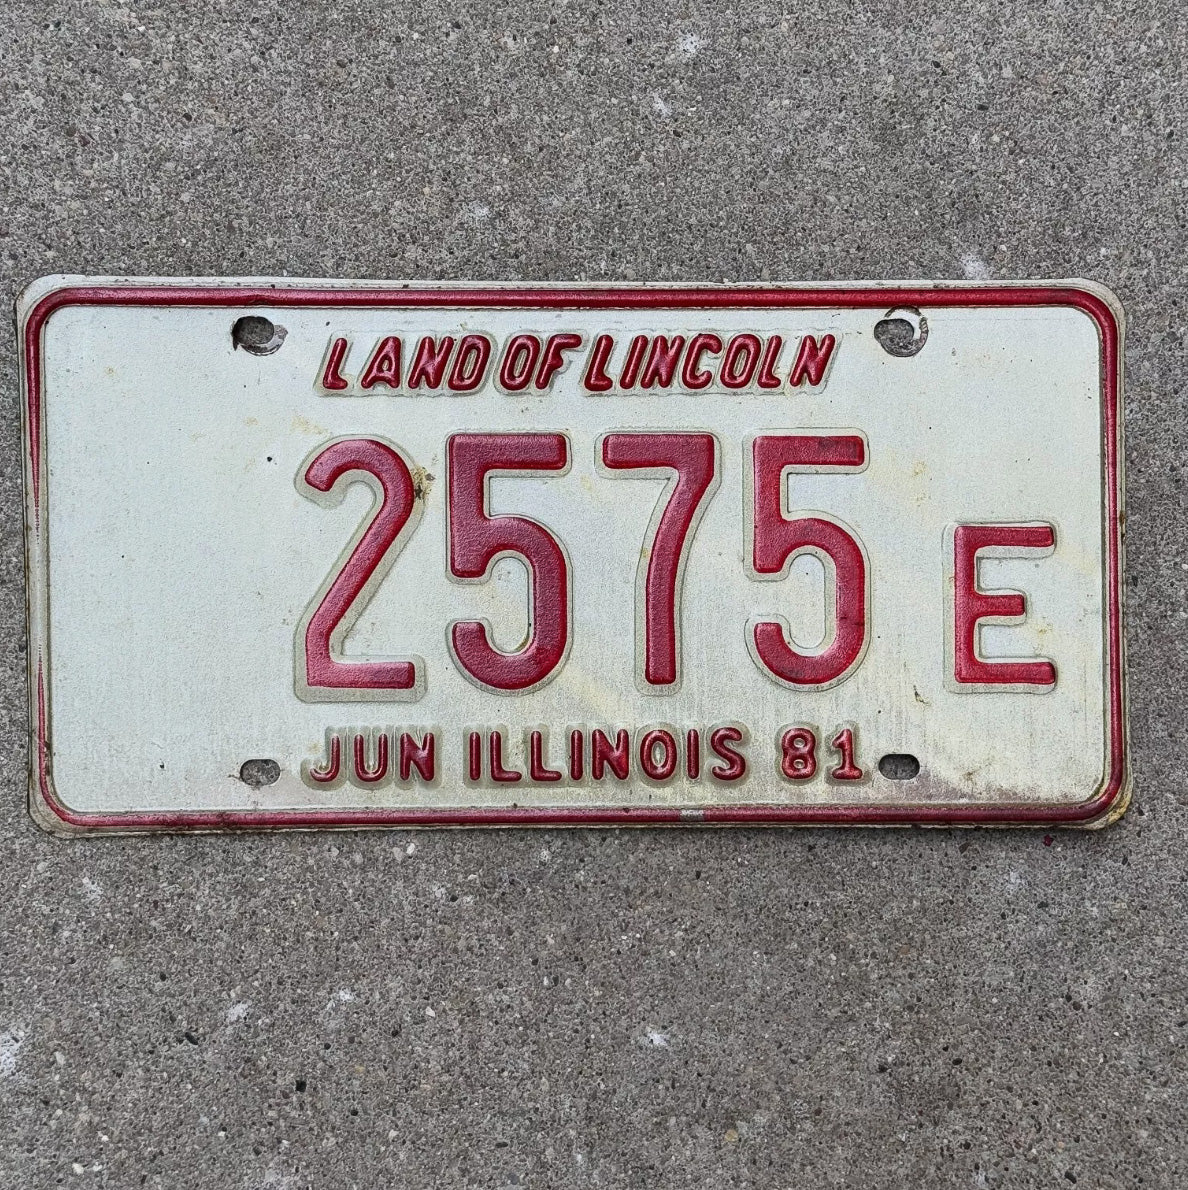 LAND OF LINCOLN
2575 E
JUN ILLINOIS 81